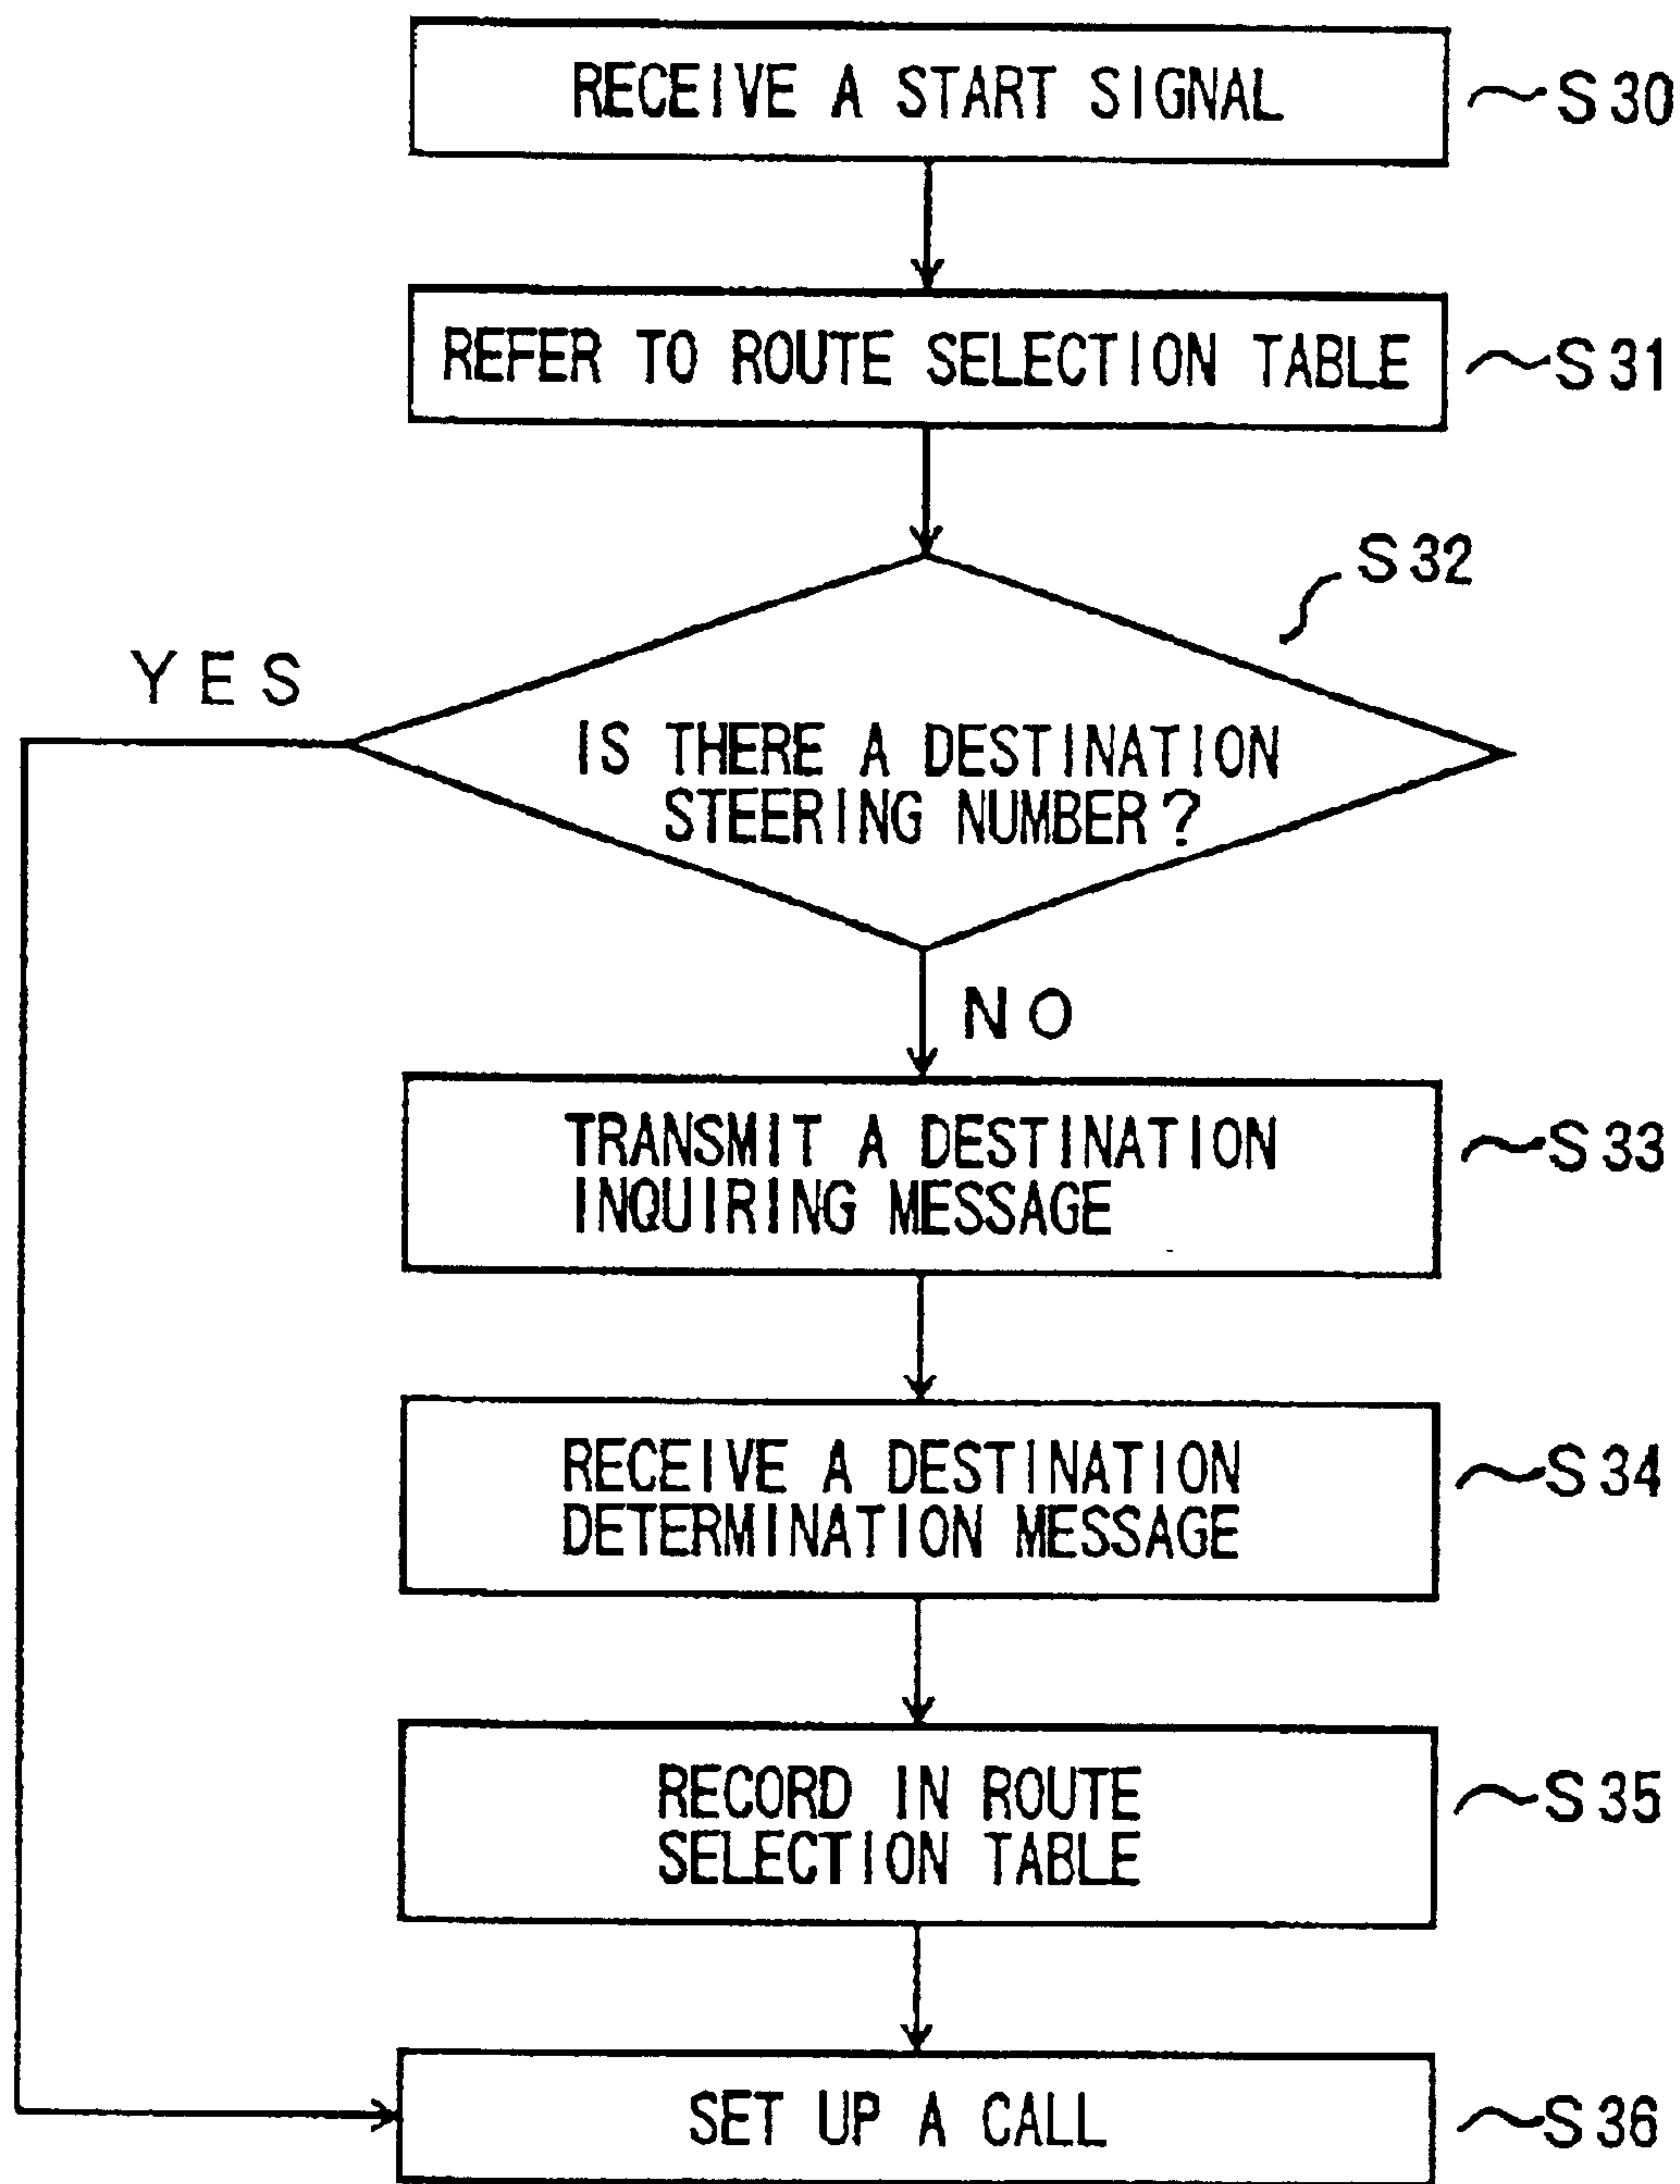 RECEIVE A START SIGNAL
~S30
REFER TO ROUTE SELECTION TABLE
~S31
S32
YES
IS THERE A DESTINATION
STEERING NUMBER?
NO
TRANSMIT A DESTINATION
INQUIRING MESSAGE
~S33
RECEIVE A DESTINATION
DETERMINATION MESSAGE
~S34
RECORD IN ROUTE
SELECTION TABLE
~S35
SET UP A CALL
~S36